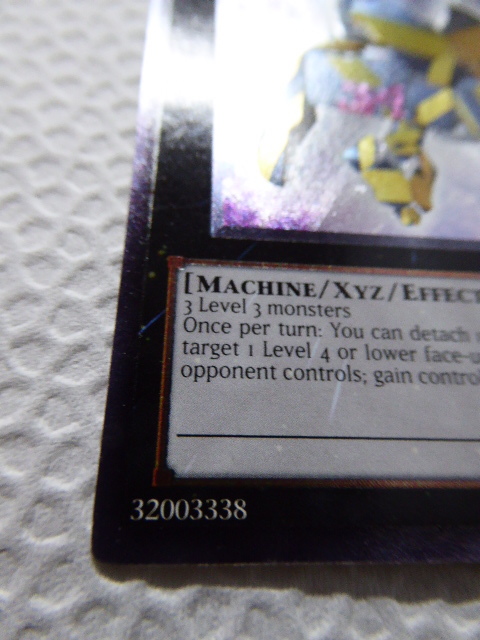 [MACHINE/XYZ/EFFECT
3 Level 3 monsters
Once per turn: You can detach
target 1 Level 4 or lower face-u
opponent controls; gain contro
32003338